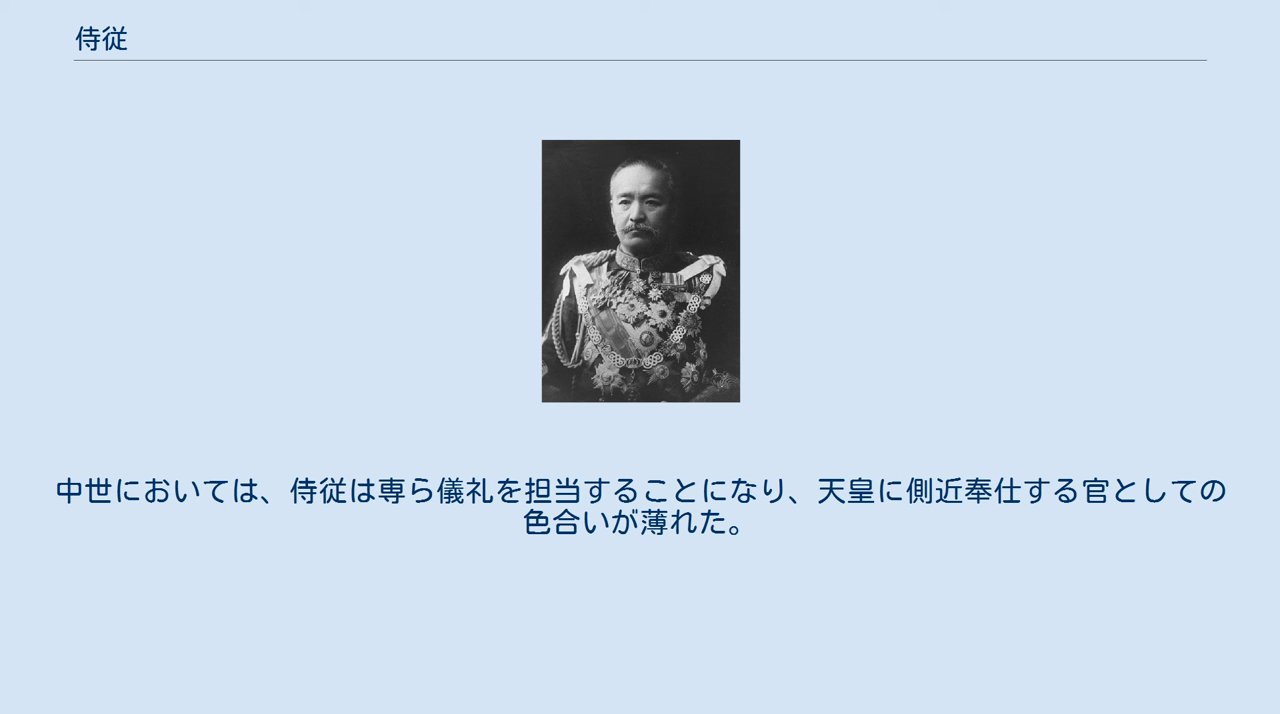 侍従
中世においては、侍従は専ら儀礼を担当することになり、天皇に側近奉仕する官としての
色合いが薄れた。